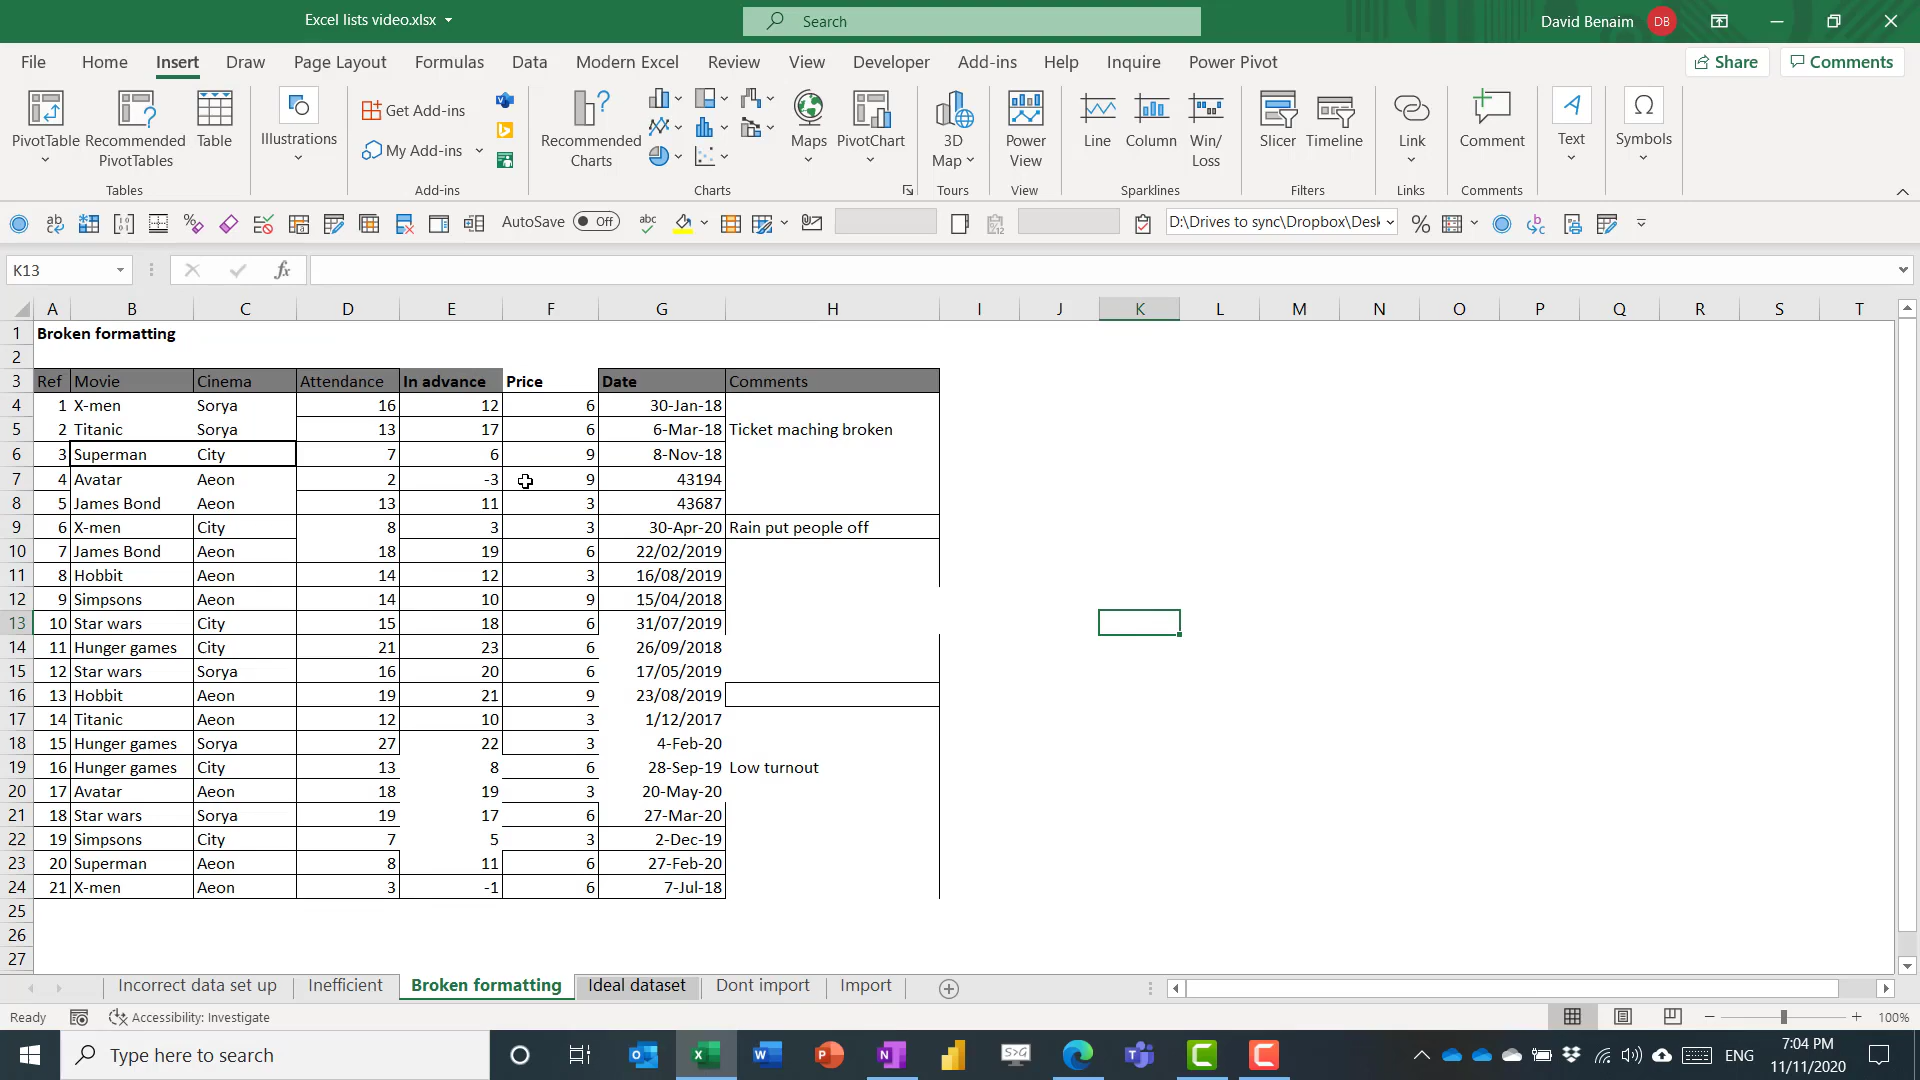 Excel lists video.xlsx
Search
David Benaim DB
File Home Insert Draw Page Layout Formulas Data Modern Excel Review View Developer Add-ins Help Inquire Power Pivot Share Comments
PivotTable Recommended PivotTables Table
Tables
Illustrations
Get Add-ins
My Add-ins
Add-ins
Recommended Charts Maps PivotChart
Charts
3D Map
Tours
Power View
View
Line Column Win/ Loss
Sparklines
Slicer Timeline
Filters
Link
Links
Comment
Comments
Text
Symbols
AutoSave Off D:\Drives to sync\Dropbox\Desk
K13 fx
A B C D E F G H I J K L M N O P Q R S T
1 Broken formatting
2
3 Ref Movie Cinema Attendance In advance Price Date Comments
4 1 X-men Sorya 16 12 6 30-Jan-18
5 2 Titanic Sorya 13 17 6 6-Mar-18 Ticket maching broken
6 3 Superman City 7 6 9 8-Nov-18
7 4 Avatar Aeon 2 -3 9 43194
8 5 James Bond Aeon 13 11 3 43687
9 6 X-men City 8 3 3 30-Apr-20 Rain put people off
10 7 James Bond Aeon 18 19 6 22/02/2019
11 8 Hobbit Aeon 14 12 3 16/08/2019
12 9 Simpsons Aeon 14 10 9 15/04/2018
13 10 Star wars City 15 18 6 31/07/2019
14 11 Hunger games City 21 23 6 26/09/2018
15 12 Star wars Sorya 16 20 6 17/05/2019
16 13 Hobbit Aeon 19 21 9 23/08/2019
17 14 Titanic Aeon 12 10 3 1/12/2017
18 15 Hunger games Sorya 27 22 3 4-Feb-20
19 16 Hunger games City 13 8 6 28-Sep-19 Low turnout
20 17 Avatar Aeon 18 19 3 20-May-20
21 18 Star wars Sorya 19 17 6 27-Mar-20
22 19 Simpsons City 7 5 3 2-Dec-19
23 20 Superman Aeon 8 11 6 27-Feb-20
24 21 X-men Aeon 3 -1 6 7-Jul-18
25
26
27
Incorrect data set up Inefficient Broken formatting Ideal dataset Dont import Import
Ready Accessibility: Investigate 100%
Type here to search
ENG
7:04 PM
11/11/2020